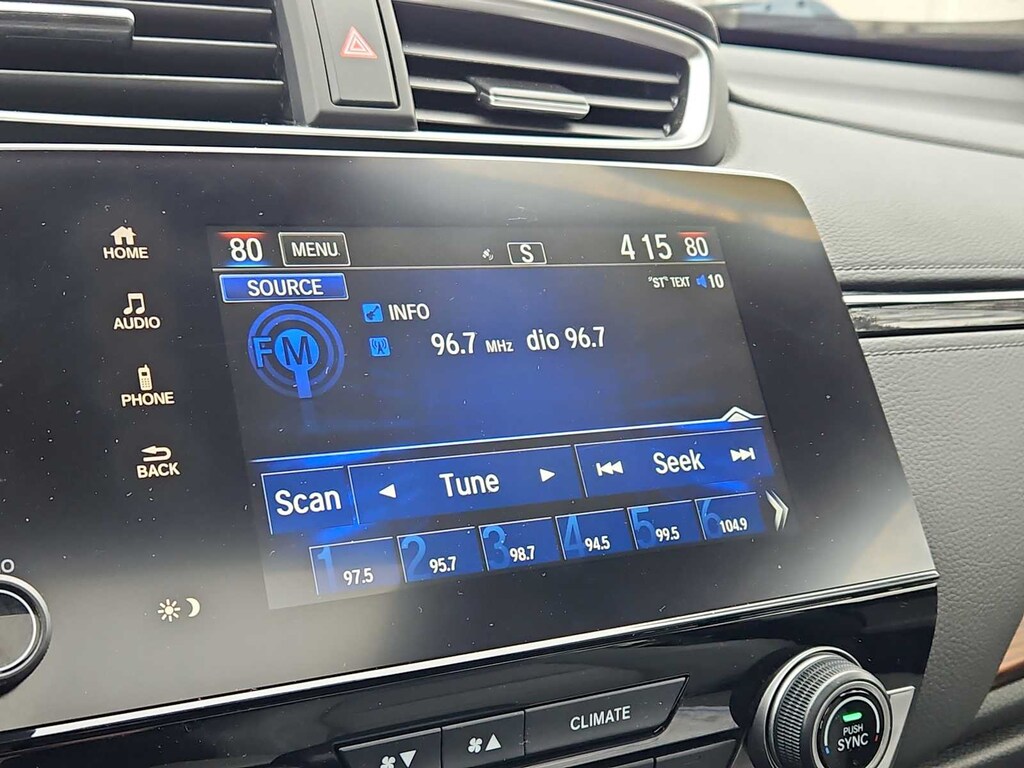 HOME
AUDIO
PHONE
BACK
80 MENU S 4 15 80
SOURCE "ST" TEXT 10
FM
INFO
96.7 MHz dio 96.7
Scan Tune Seek
1 97.5 2 95.7 3 98.7 4 94.5 5 99.5 6 104.9
CLIMATE
PUSH
SYNC